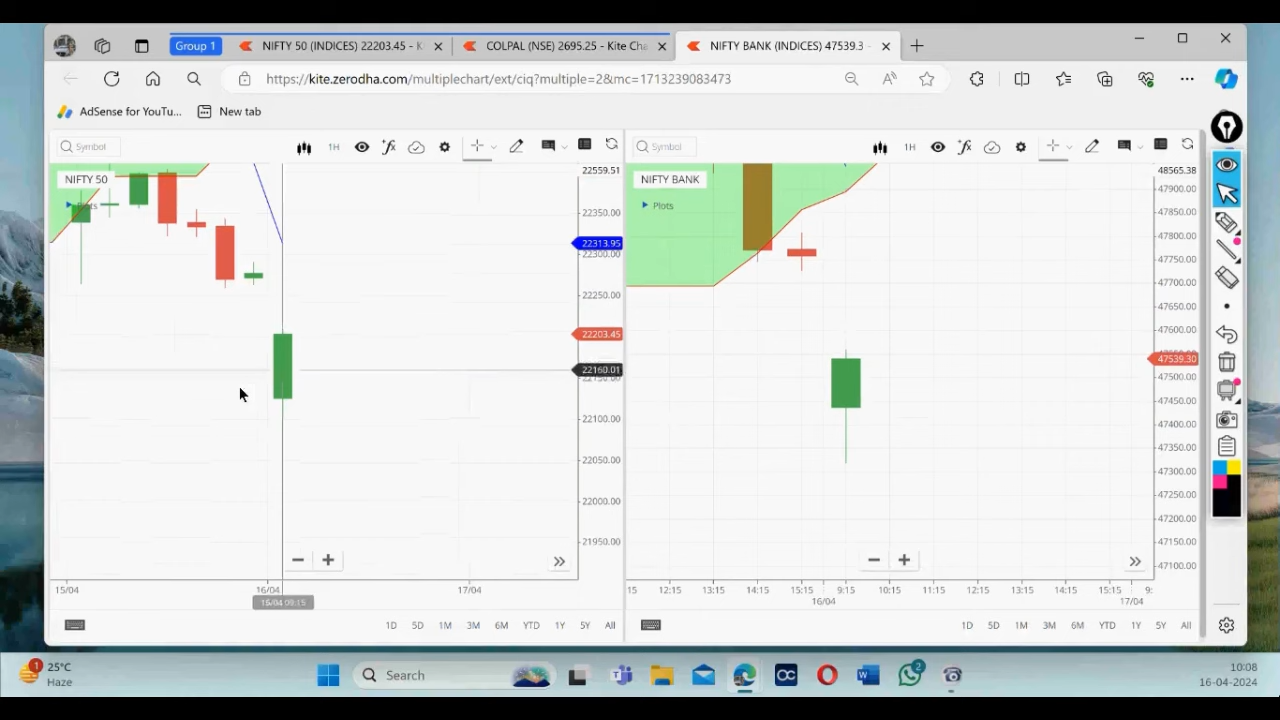 Group 1
NIFTY 50 (INDICES) 22203.45 - K
COLPAL (NSE) 2695.25 - Kite Cha
NIFTY BANK (INDICES) 47539.3
https://kite.zerodha.com/multiplechart/ext/ciq?multiple=2&mc=1713239083473
AdSense for YouTu...
New tab
Symbol
1H
22559.51
NIFTY 50
Plots
22350.00
22313.95
22300.00
22250.00
22203.45
22160.01
22150.00
22100.00
22050.00
22000.00
21950.00
15/04
16/04
17/04
15/04 09:15
1D 5D 1M 3M 6M YTD 1Y 5Y All
Symbol
1H
48565.38
NIFTY BANK
Plots
47900.00
47850.00
47800.00
47750.00
47700.00
47650.00
47600.00
47539.30
47500.00
47450.00
47400.00
47350.00
47300.00
47250.00
47200.00
47150.00
47100.00
15 12:15 13:15 14:15 15:15 9:15 10:15 11:15 12:15 13:15 14:15 15:15 9:
16/04 17/04
1D 5D 1M 3M 6M YTD 1Y 5Y All
1
25°C
Haze
Search
2
10:08
16-04-2024